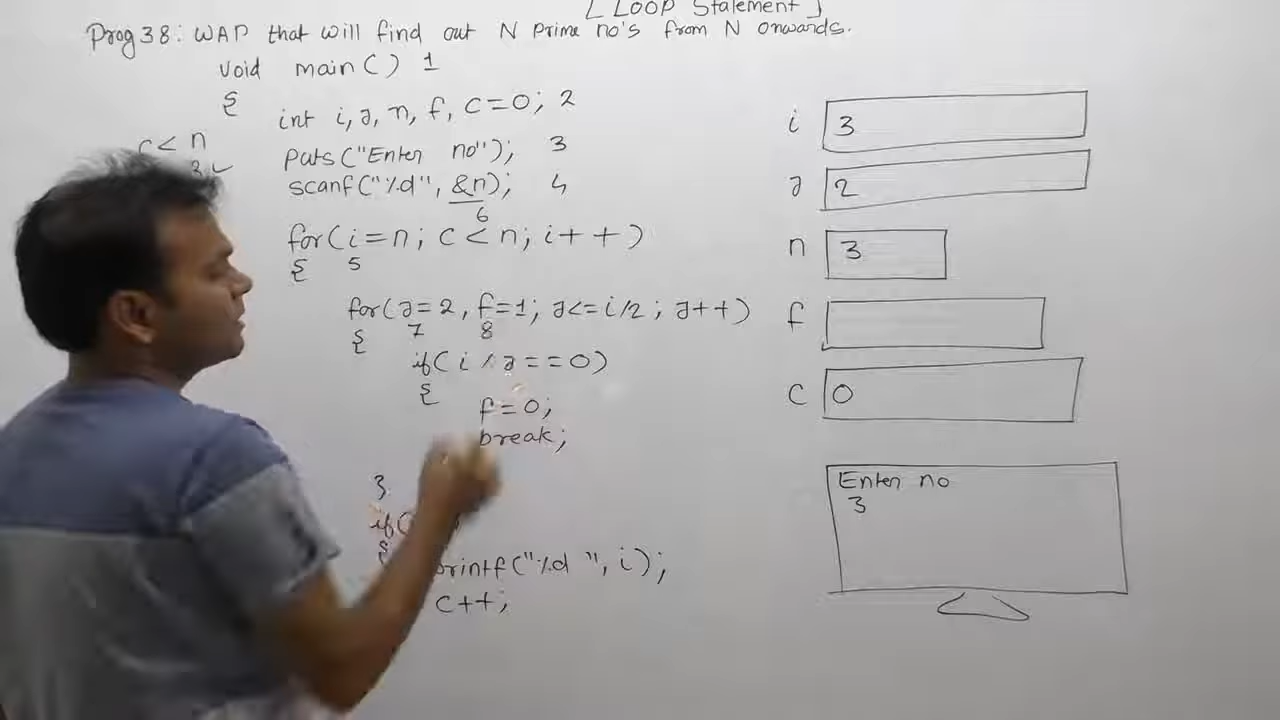 [ Loop Statement ]
Prog 38: WAP that will find out N prime no's from N onwards.
void main() 1
{
int i, j, n, f, c=0; 2
c < n
3 ✓
puts("Enter no"); 3
scanf("%d", &n); 4
6
for(i=n; c<n; i++)
{ 5
for(j=2, f=1; j<=i/2; j++)
{ 7 8
if(i%j==0)
{
f=0;
break;
}
if(
{
printf("%d ", i);
c++;
i 3
j 2
n 3
f
c 0
Enter no
3